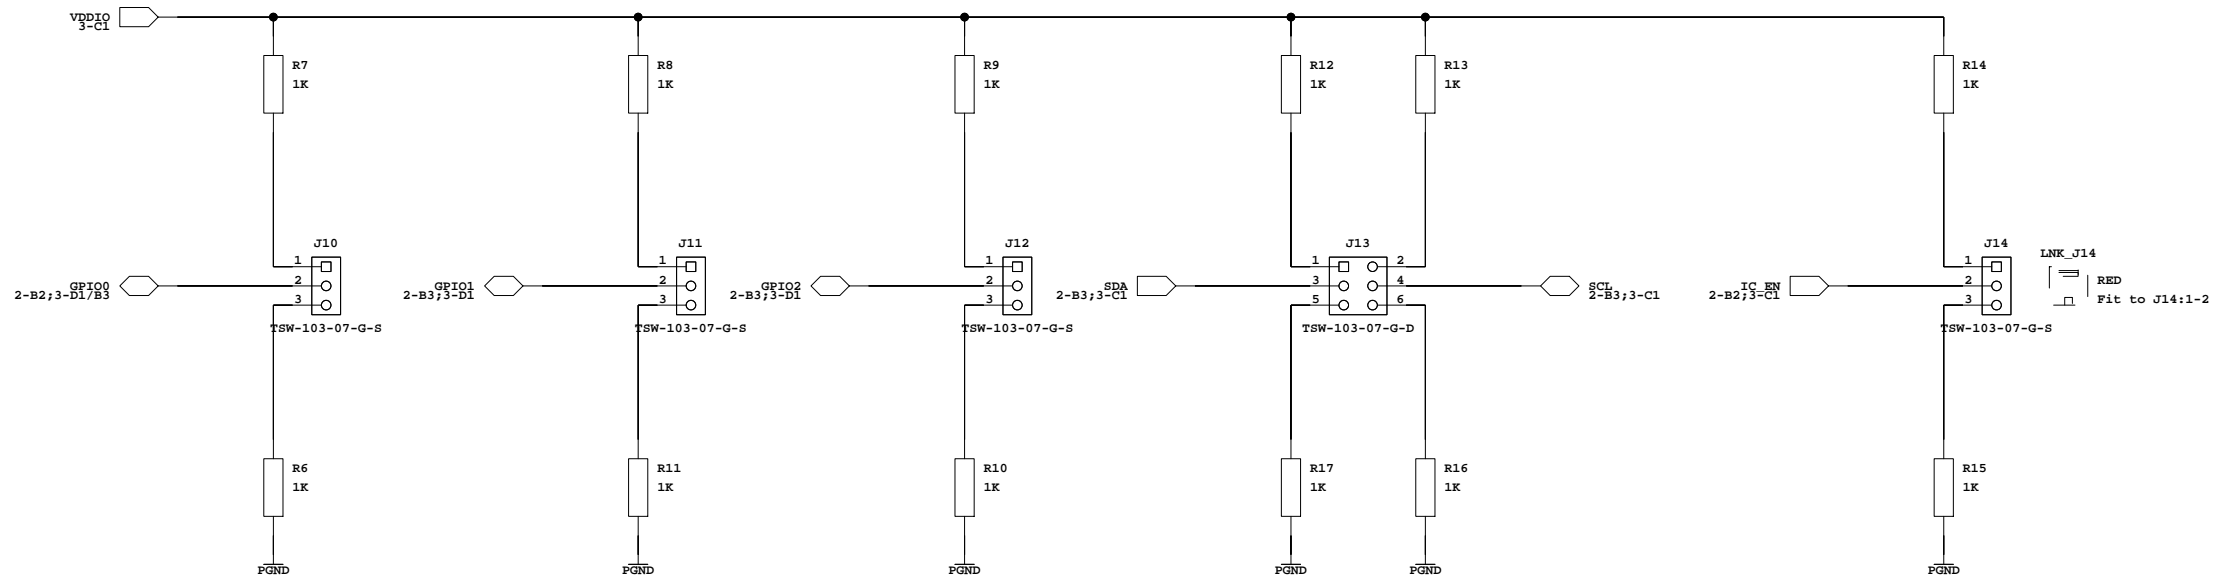 VDDIO
3-C1
R7
1K
R8
1K
R9
1K
R12
1K
R13
1K
R14
1K
J10
1
2
3
GPIO0
2-B2;3-D1/B3
TSW-103-07-G-S
J11
1
2
3
GPIO1
2-B3;3-D1
TSW-103-07-G-S
J12
1
2
3
GPIO2
2-B3;3-D1
TSW-103-07-G-S
J13
1
2
3
4
5
6
SDA
2-B3;3-C1
SCL
2-B3;3-C1
TSW-103-07-G-D
J14
1
2
3
IC_EN
2-B2;3-C1
TSW-103-07-G-S
LNK_J14
RED
Fit to J14:1-2
R6
1K
R11
1K
R10
1K
R17
1K
R16
1K
R15
1K
PGND
PGND
PGND
PGND
PGND
PGND